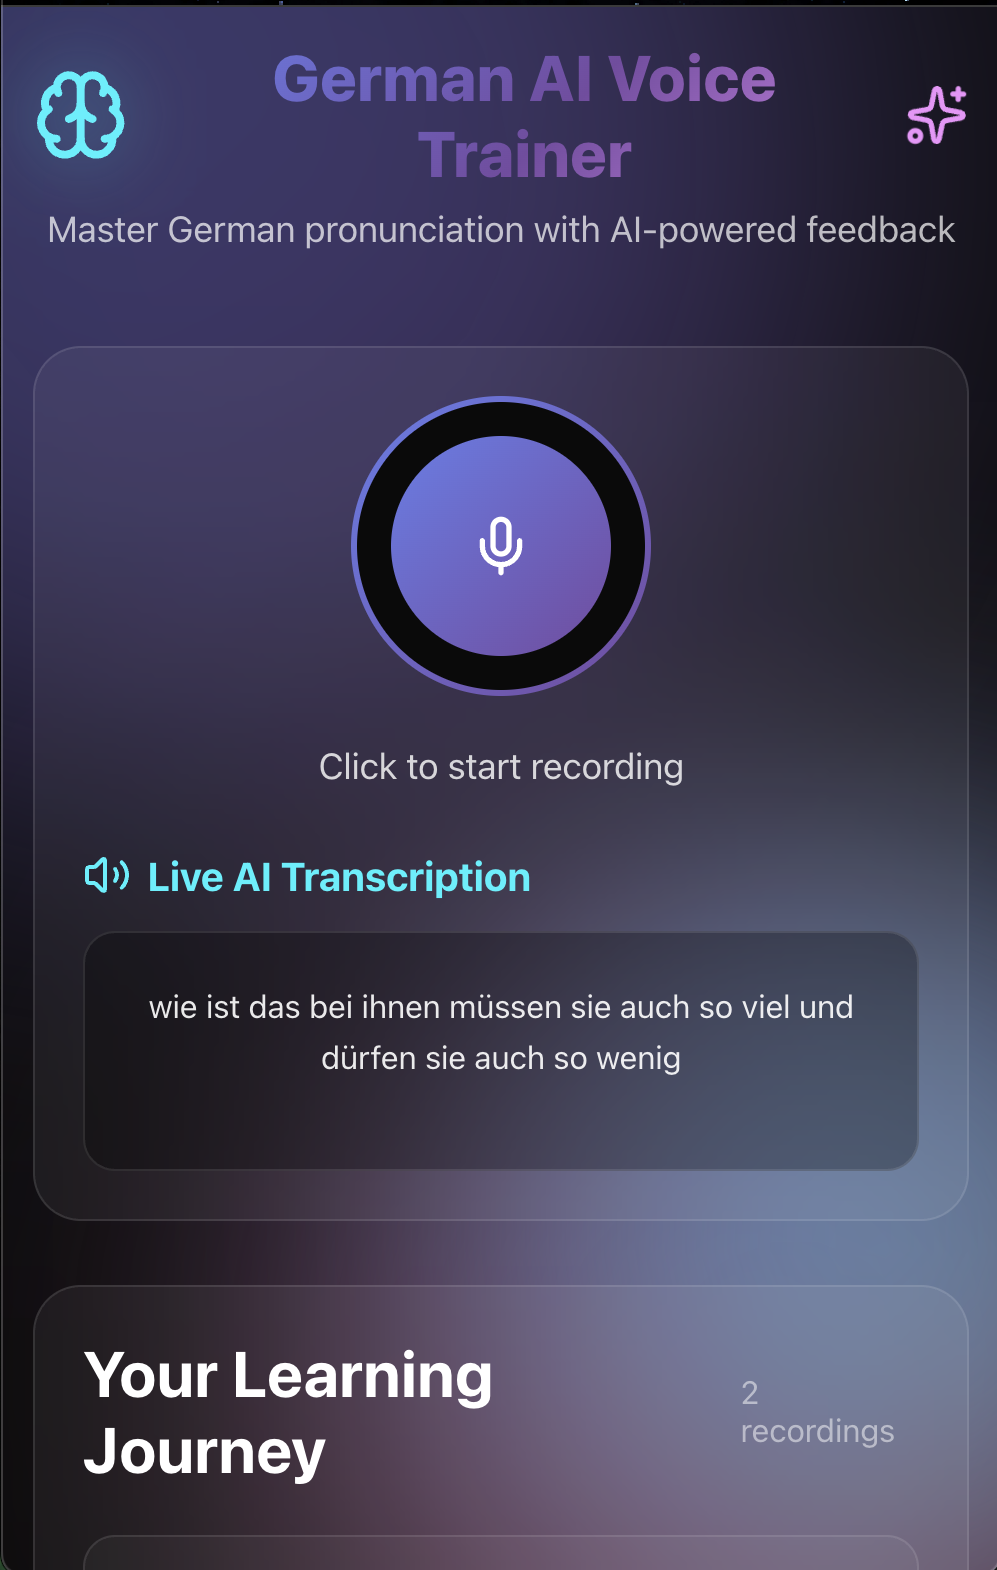 German AI Voice
Trainer
Master German pronunciation with AI-powered feedback
Click to start recording
Live AI Transcription
wie ist das bei ihnen müssen sie auch so viel und
dürfen sie auch so wenig
Your Learning
Journey
2
recordings